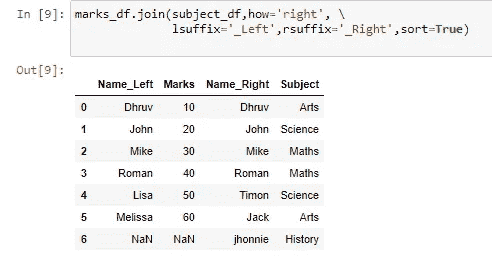 In [9]: marks_df.join(subject_df,how='right', \
lsuffix='_Left',rsuffix='_Right',sort=True)
Out[9]:
Name_Left Marks Name_Right Subject
0 Dhruv 10 Dhruv Arts
1 John 20 John Science
2 Mike 30 Mike Maths
3 Roman 40 Roman Maths
4 Lisa 50 Timon Science
5 Melissa 60 Jack Arts
6 NaN NaN jhonnie History